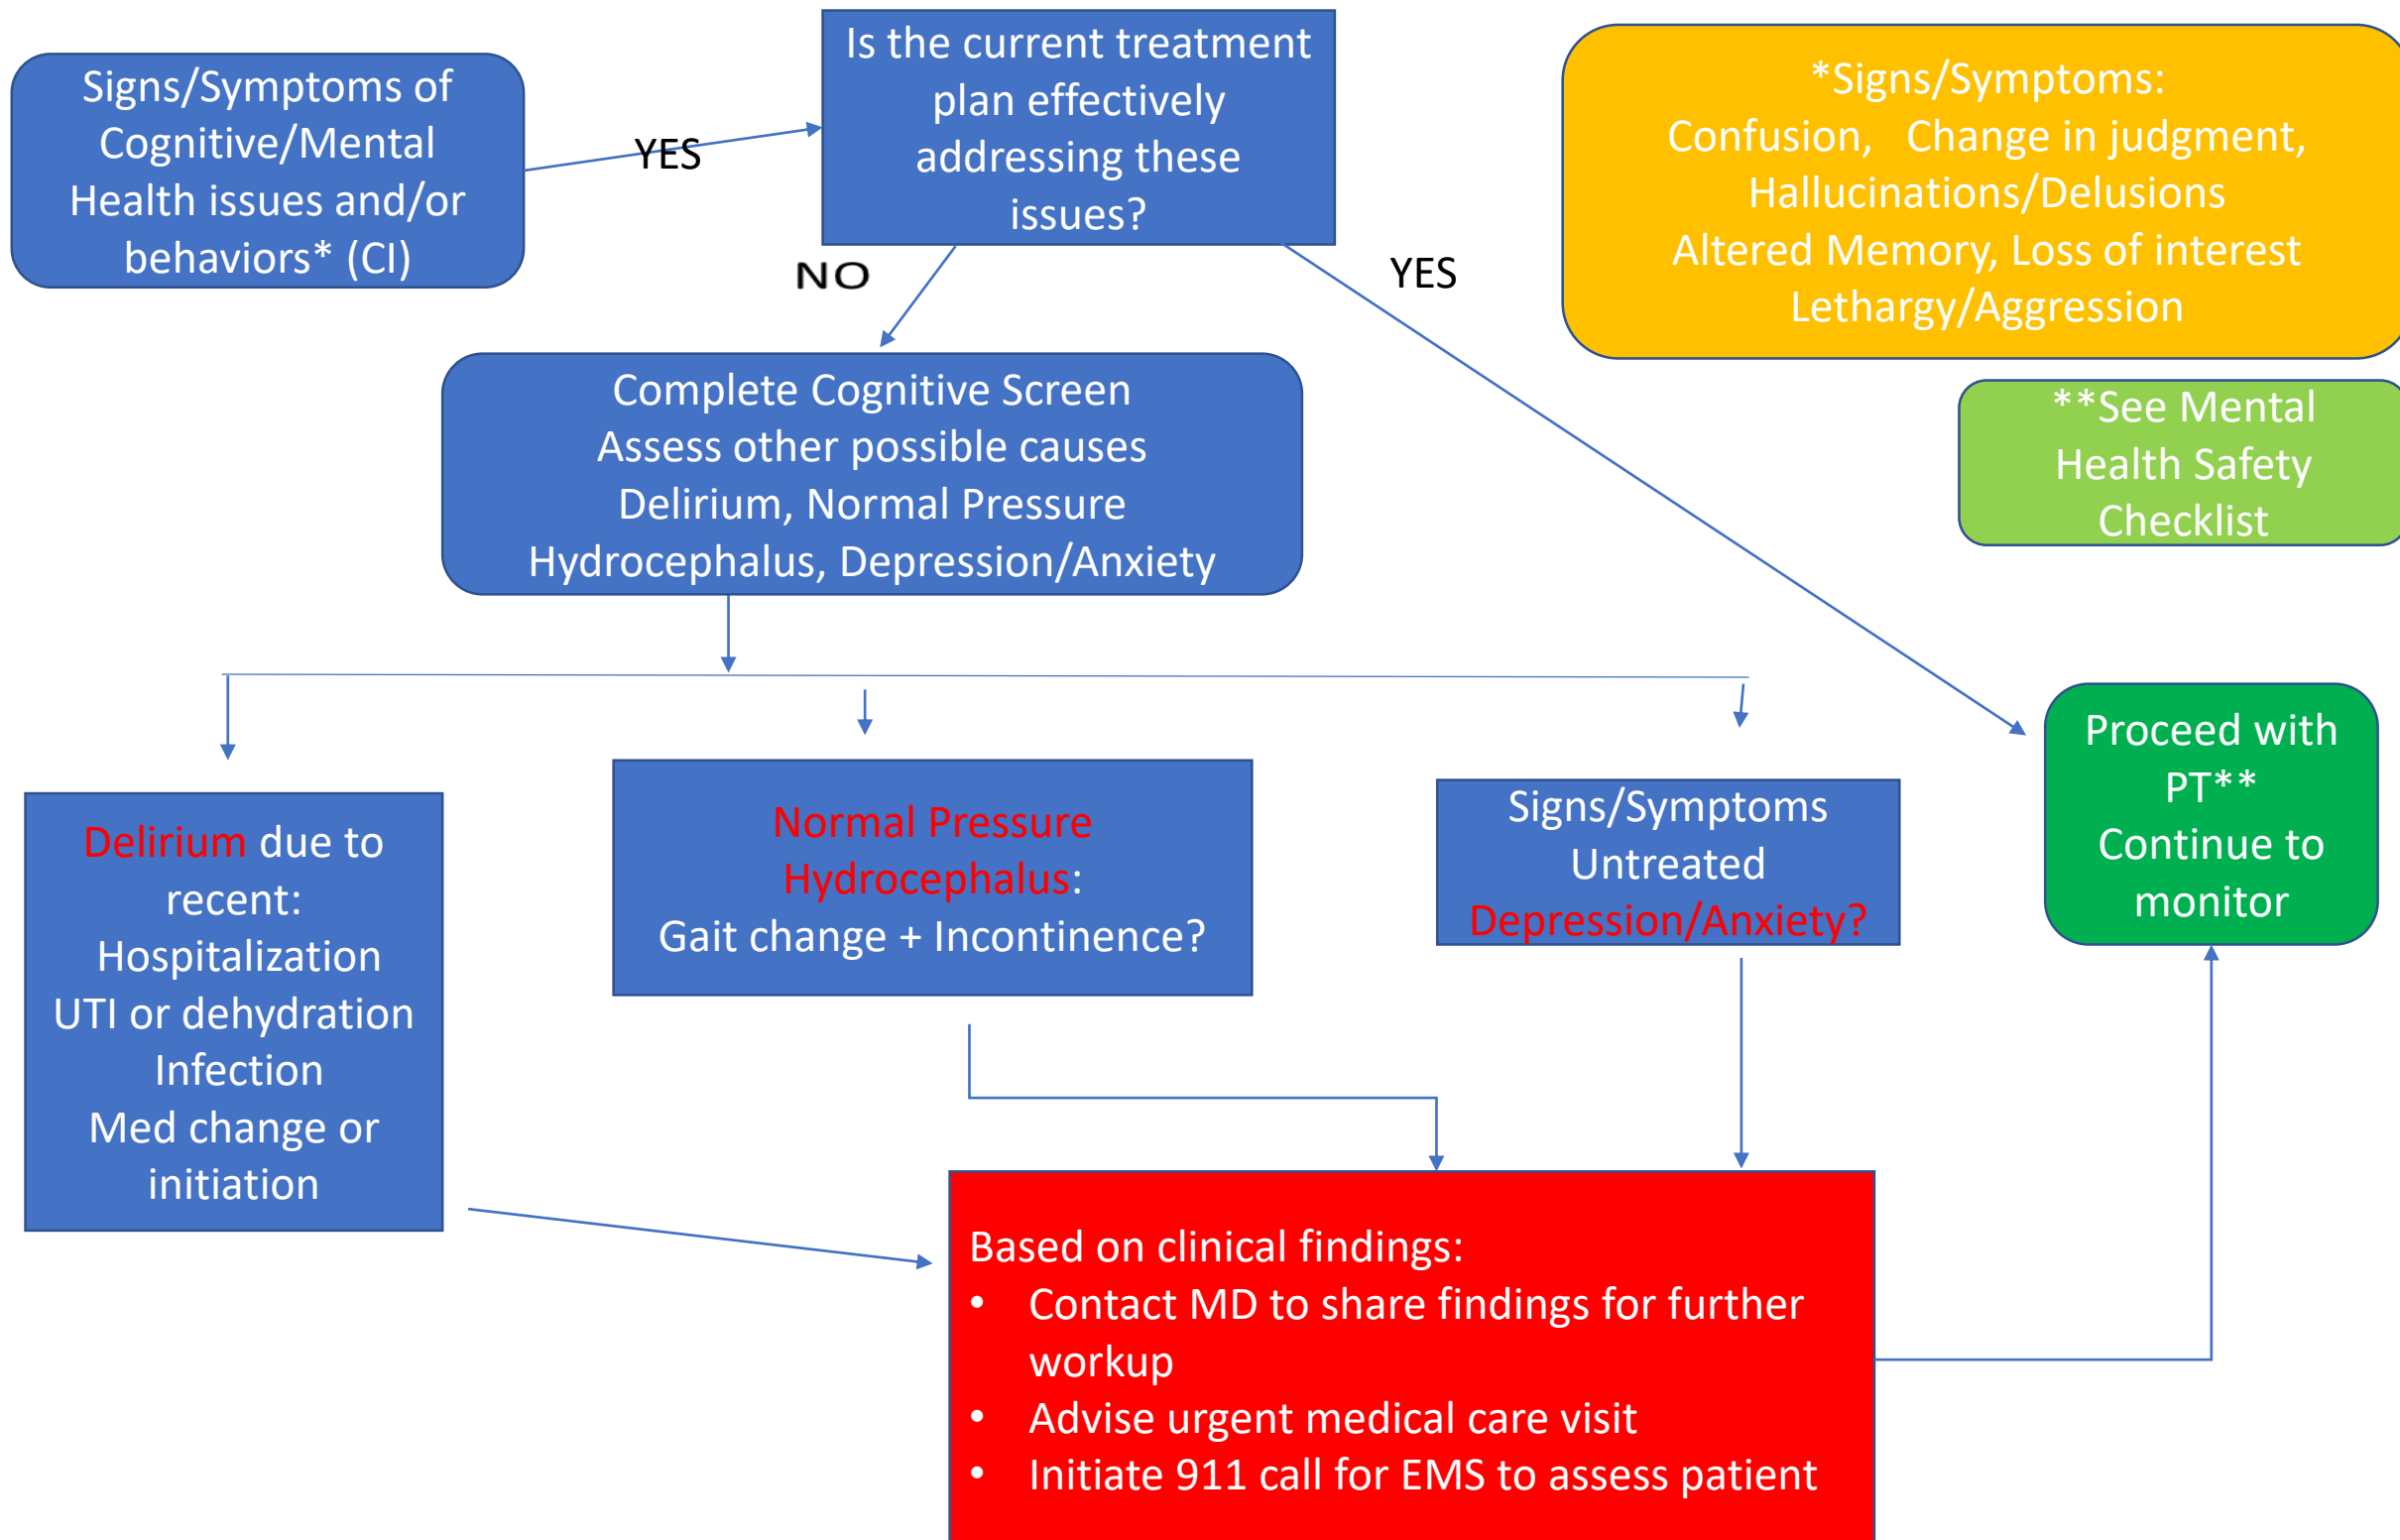 Signs/Symptoms of
Cognitive/Mental
Health issues and/or
behaviors* (CI)
YES
Is the current treatment
plan effectively
addressing these
issues?
*Signs/Symptoms:
Confusion,   Change in judgment,
Hallucinations/Delusions
Altered Memory, Loss of interest
Lethargy/Aggression
NO
YES
Complete Cognitive Screen
Assess other possible causes
Delirium, Normal Pressure
Hydrocephalus, Depression/Anxiety
**See Mental
Health Safety
Checklist
Delirium due to
recent:
Hospitalization
UTI or dehydration
Infection
Med change or
initiation
Normal Pressure
Hydrocephalus:
Gait change + Incontinence?
Signs/Symptoms
Untreated
Depression/Anxiety?
Proceed with
PT**
Continue to
monitor
Based on clinical findings:
• Contact MD to share findings for further
workup
• Advise urgent medical care visit
• Initiate 911 call for EMS to assess patient